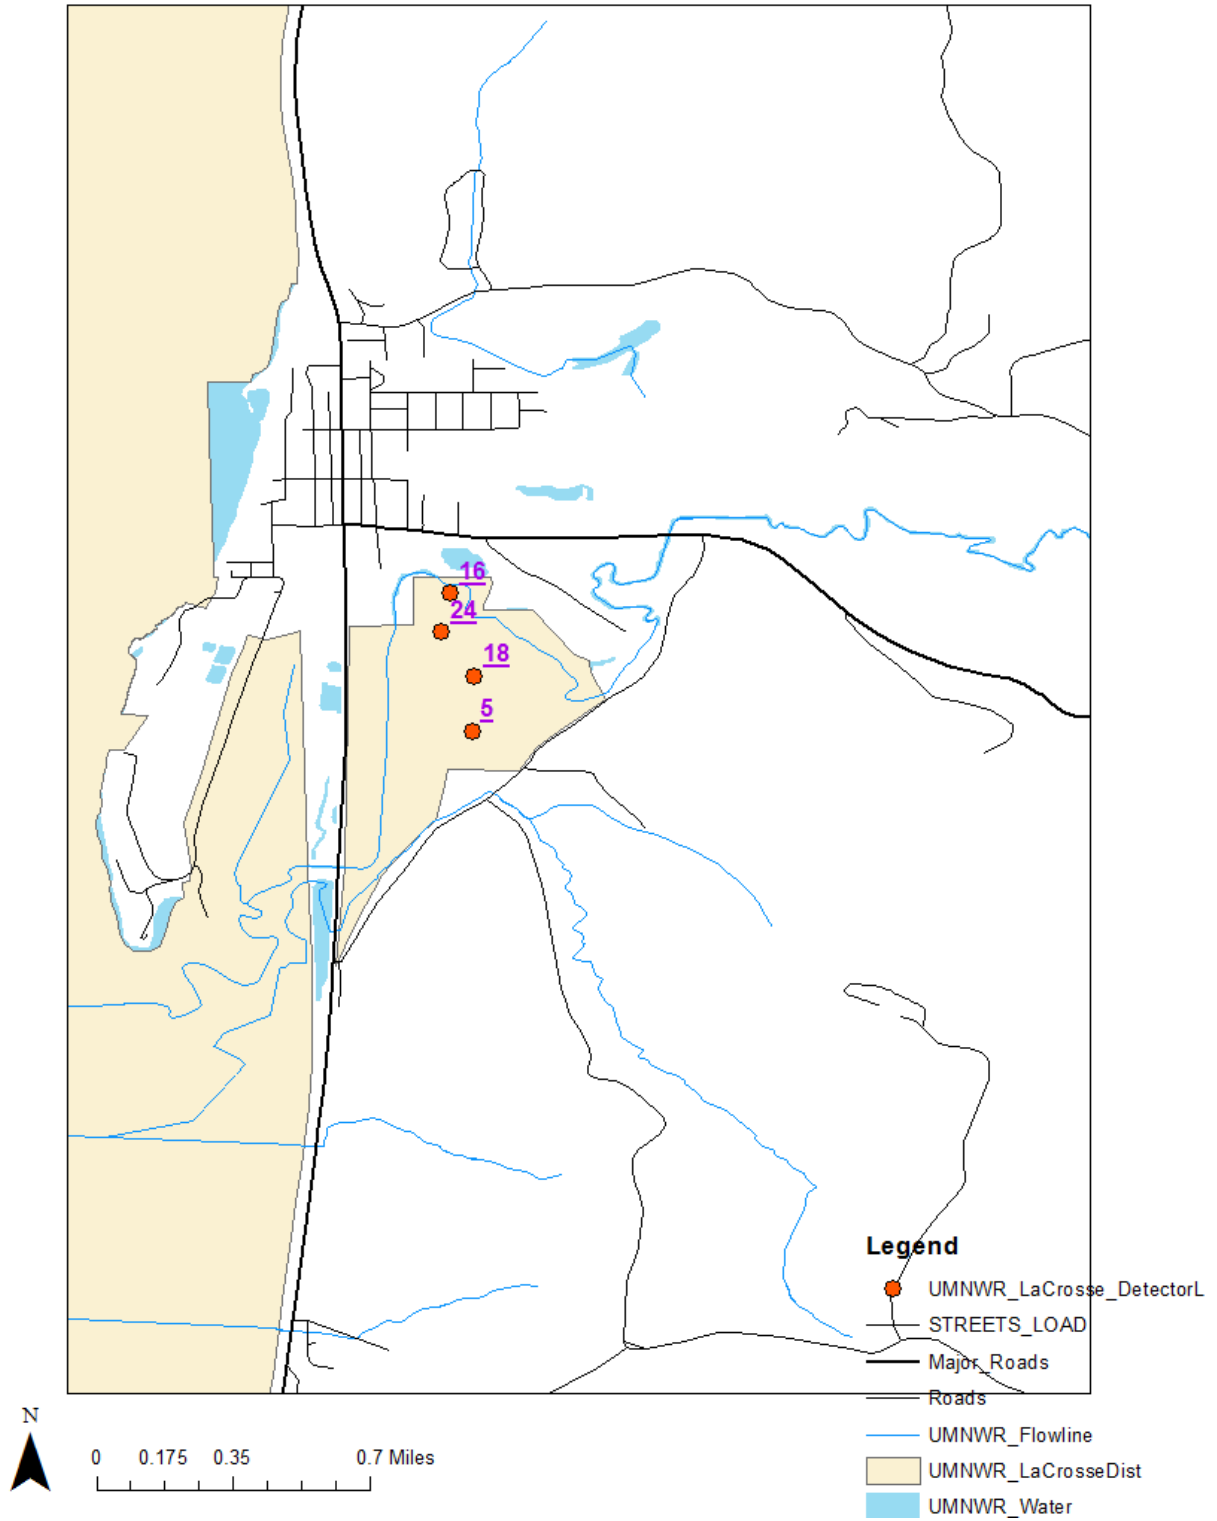 16
24
18
5
Legend
UMNWR_LaCrosse_DetectorL
STREETS_LOAD
Major_Roads
Roads
UMNWR_Flowline
UMNWR_LaCrosseDist
UMNWR_Water
N
0 0.175 0.35 0.7 Miles